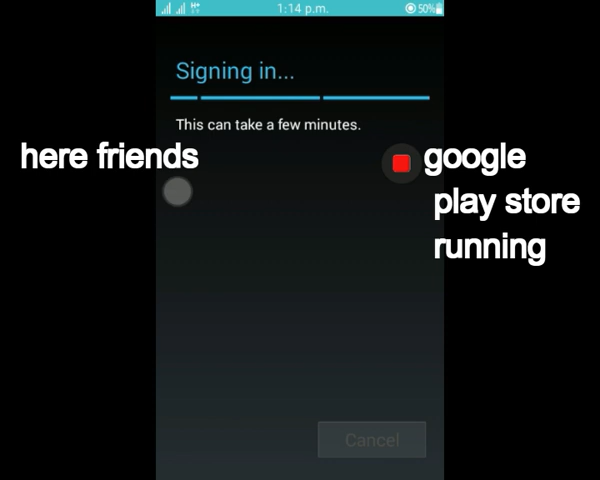 1:14 p.m.
50%
Signing in...
This can take a few minutes.
here friends
google
play store
running
Cancel